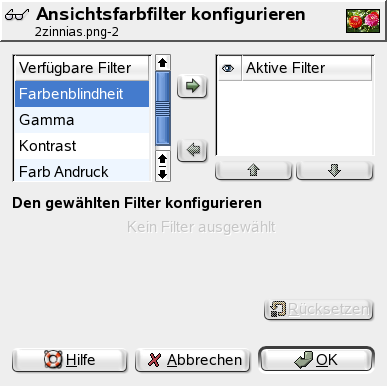 Ansichtsfarbfilter konfigurieren
2zinnias.png-2
Verfügbare Filter
Aktive Filter
Farbenblindheit
Gamma
Kontrast
Farb Andruck
Den gewählten Filter konfigurieren
Kein Filter ausgewählt
Rücksetzen
Hilfe
Abbrechen
OK